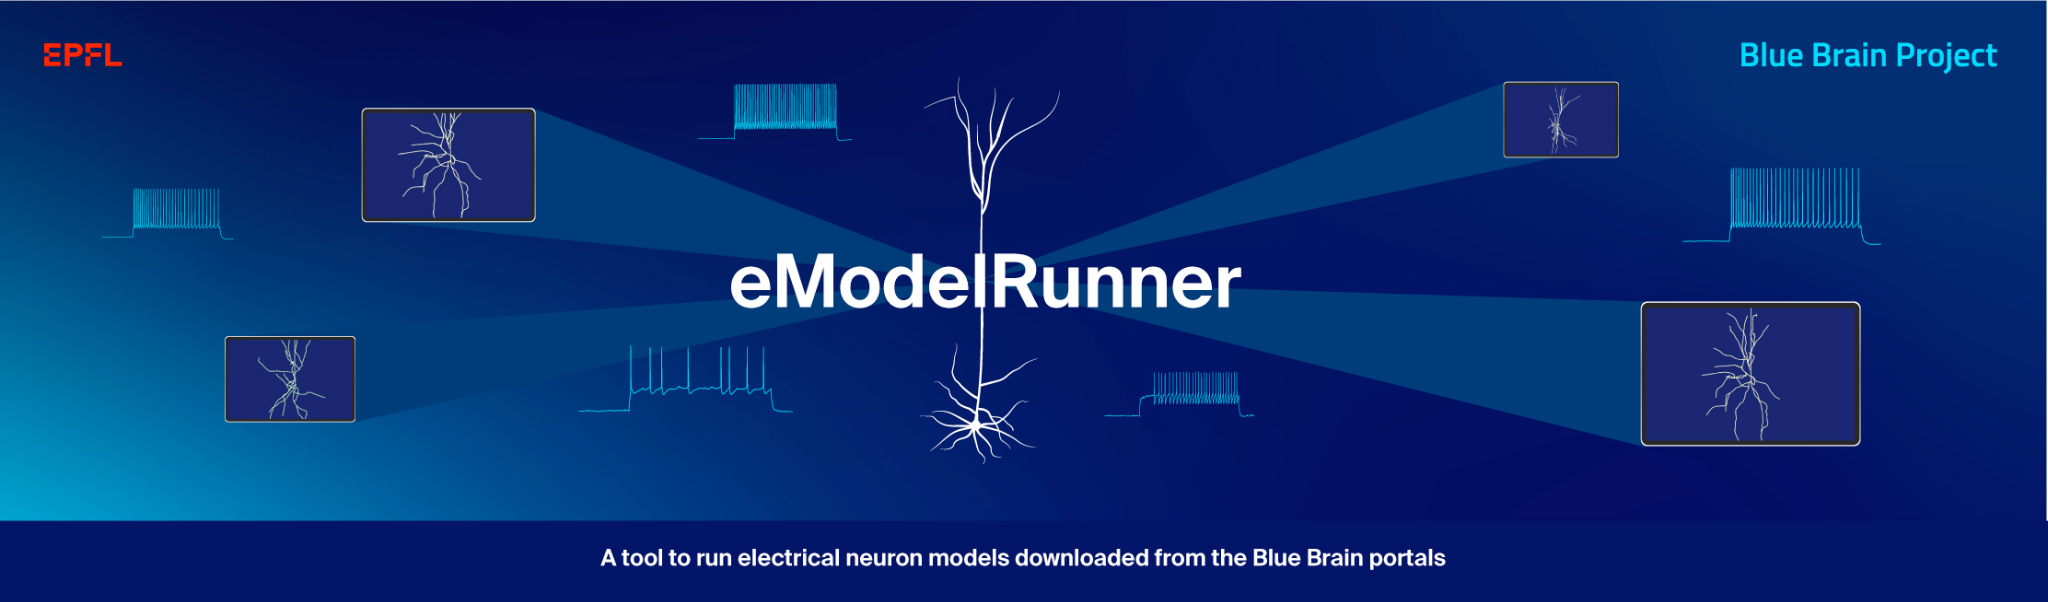 EPFL
Blue Brain Project
eModelRunner
A tool to run electrical neuron models downloaded from the Blue Brain portals